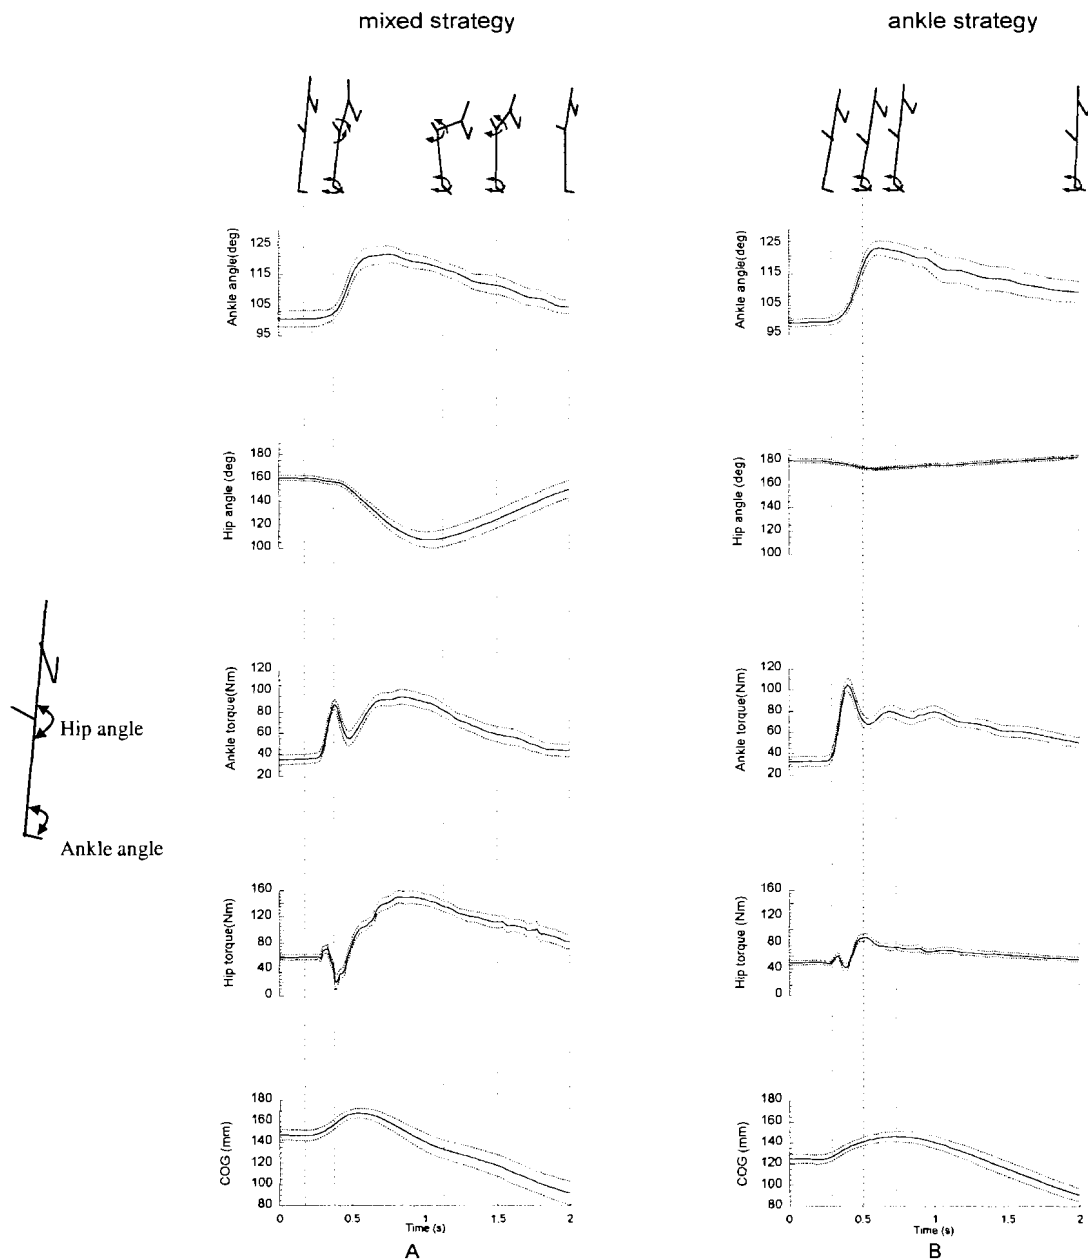 mixed strategy
ankle strategy
Ankle angle(deg)
125
115
105
95
Ankle angle(deg)
125
115
105
95
Hip angle (deg)
180
160
140
120
100
Hip angle (deg)
180
160
140
120
100
Hip angle
Ankle angle
Ankle torque(Nm)
120
100
80
60
40
20
Ankle torque(Nm)
120
100
80
60
40
20
Hip torque(Nm)
160
120
80
40
0
Hip torque (Nm)
160
120
80
40
0
COG (mm)
180
160
140
120
100
80
0 0.5 1 1.5 2
Time (s)
A
COG (mm)
180
160
140
120
100
80
0 0.5 1 1.5 2
Time (s)
B